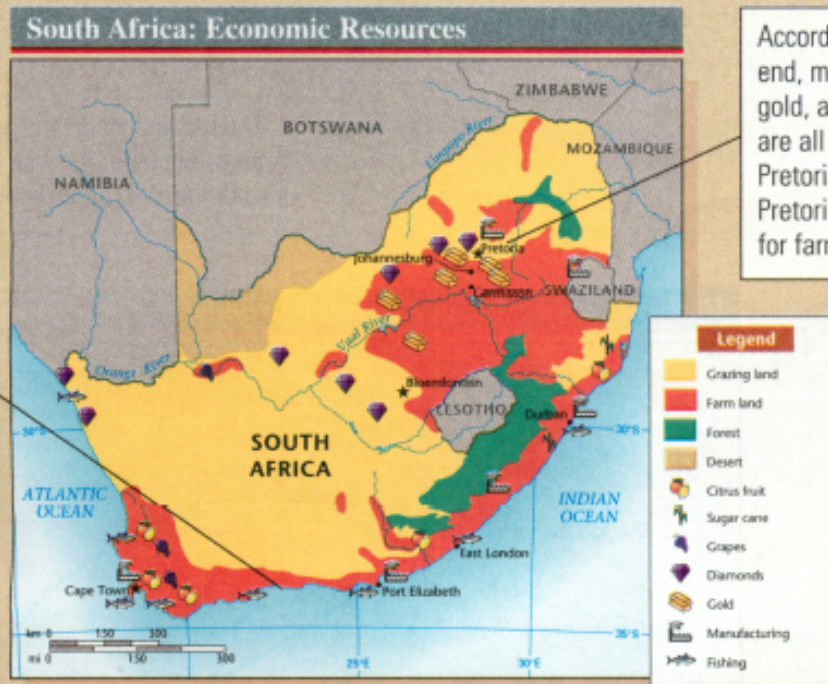 South Africa: Economic Resources
Accord
end, m
gold, a
are all
Pretori
Pretori
for farm
ZIMBABWE
BOTSWANA
Limpopo River
MOZAMBIQUE
NAMIBIA
Pretoria
Johannesburg
Germiston
SWAZILAND
Vaal River
Orange River
Bloemfontein
LESOTHO
Durban
30°S
30°S
SOUTH
AFRICA
ATLANTIC
OCEAN
INDIAN
OCEAN
East London
Cape Town
Port Elizabeth
km 0 150 300
mi 0 150 300
25°E
30°E
35°S
Legend
Grazing land
Farm land
Forest
Desert
Citrus fruit
Sugar cane
Grapes
Diamonds
Gold
Manufacturing
Fishing